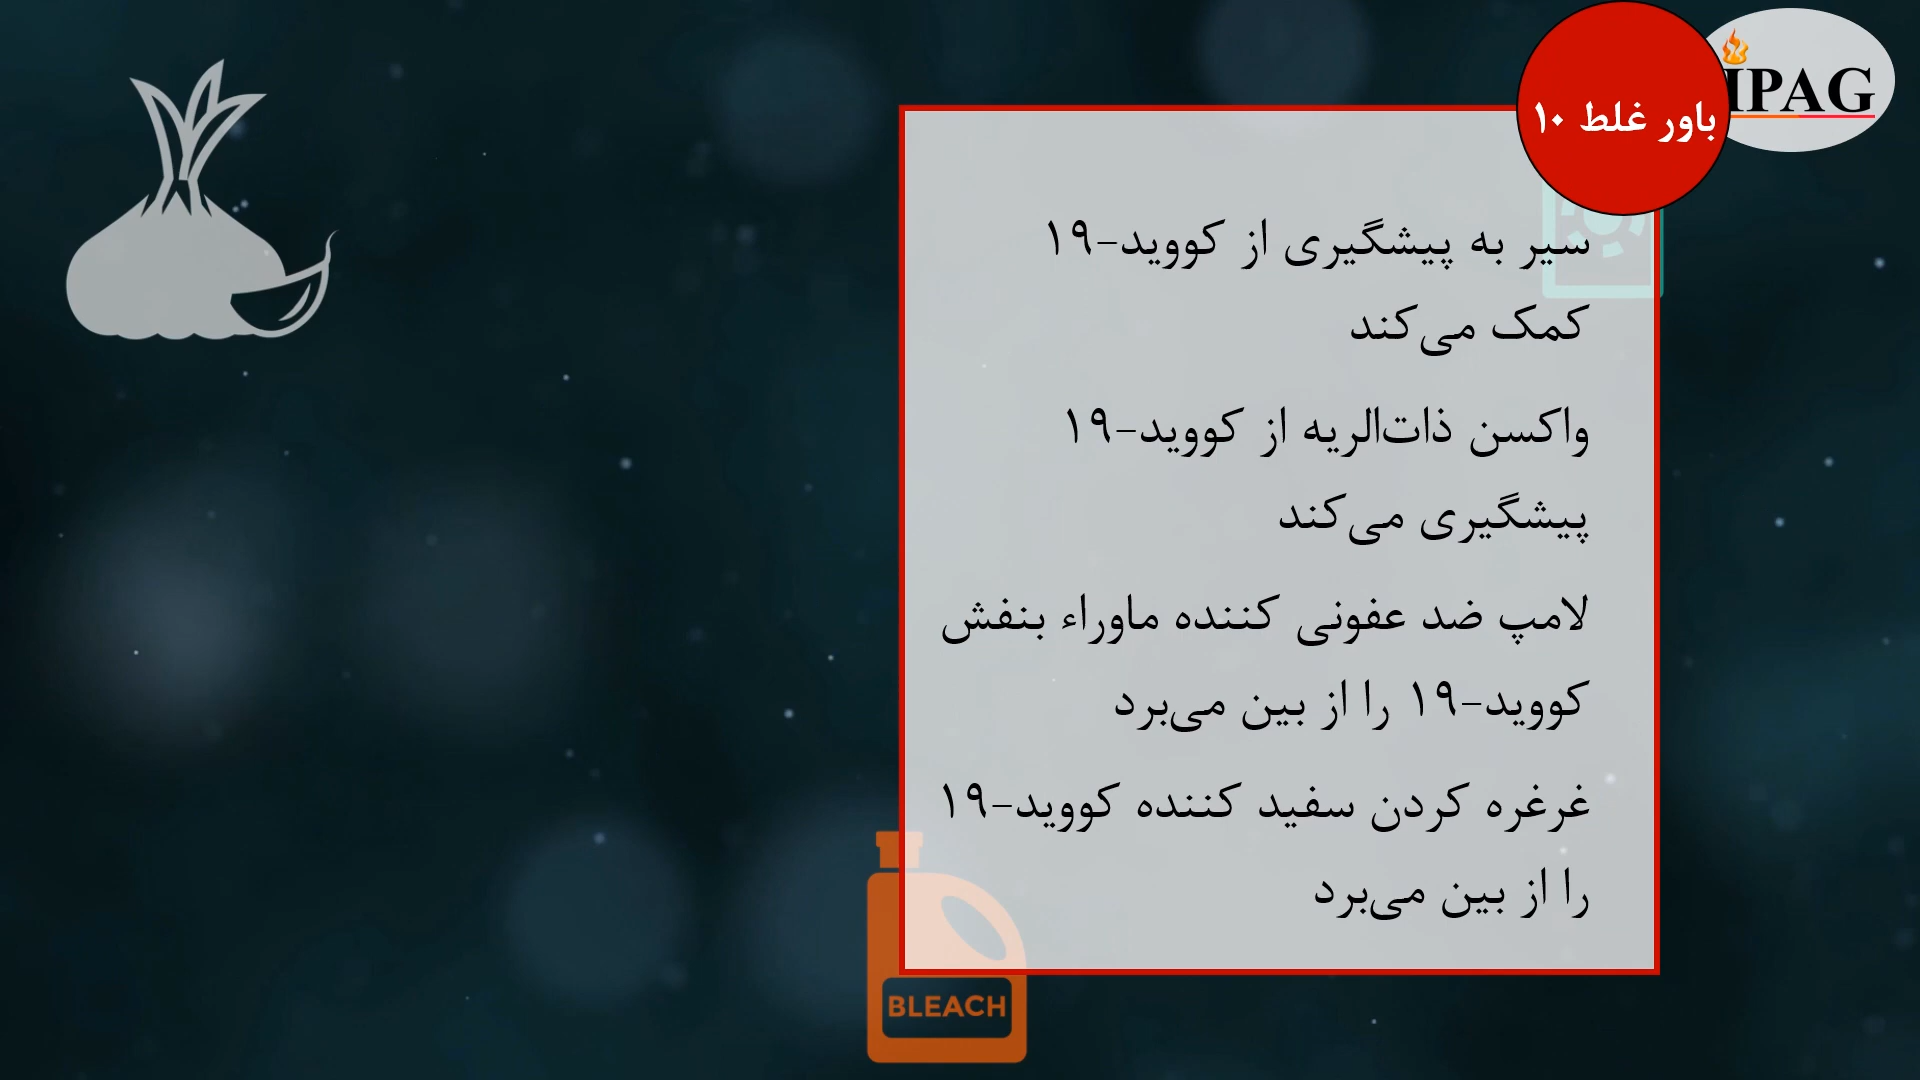 IPAG
باور غلط ۱۰
سیر به پیشگیری از کووید-۱۹
کمک می‌کند
واکسن ذات‌الریه از کووید-۱۹
پیشگیری می‌کند
لامپ ضد عفونی کننده ماوراء بنفش
کووید-۱۹ را از بین می‌برد
غرغره کردن سفید کننده کووید-۱۹
را از بین می‌برد
BLEACH